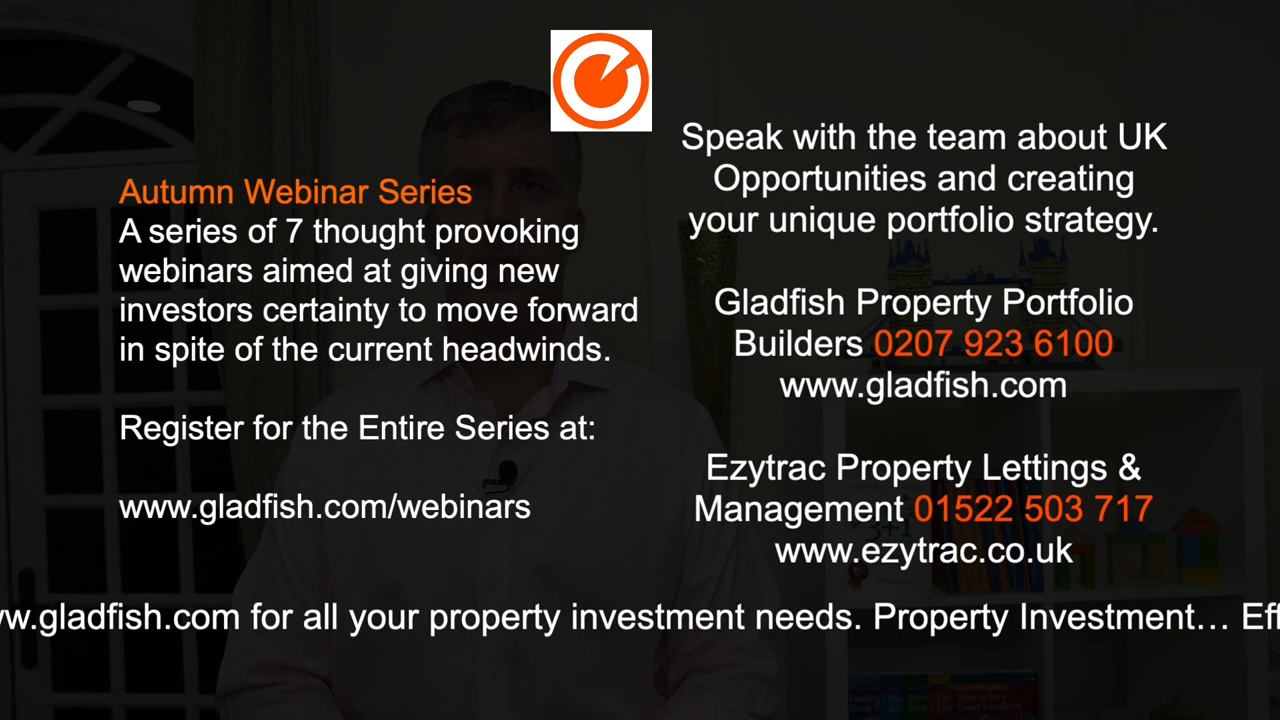 Autumn Webinar Series
A series of 7 thought provoking
webinars aimed at giving new
investors certainty to move forward
in spite of the current headwinds.
Register for the Entire Series at:
www.gladfish.com/webinars
Speak with the team about UK
Opportunities and creating
your unique portfolio strategy.
Gladfish Property Portfolio
Builders 0207 923 6100
www.gladfish.com
Ezytrac Property Lettings &
Management 01522 503 717
www.ezytrac.co.uk
w.gladfish.com for all your property investment needs. Property Investment… Eff